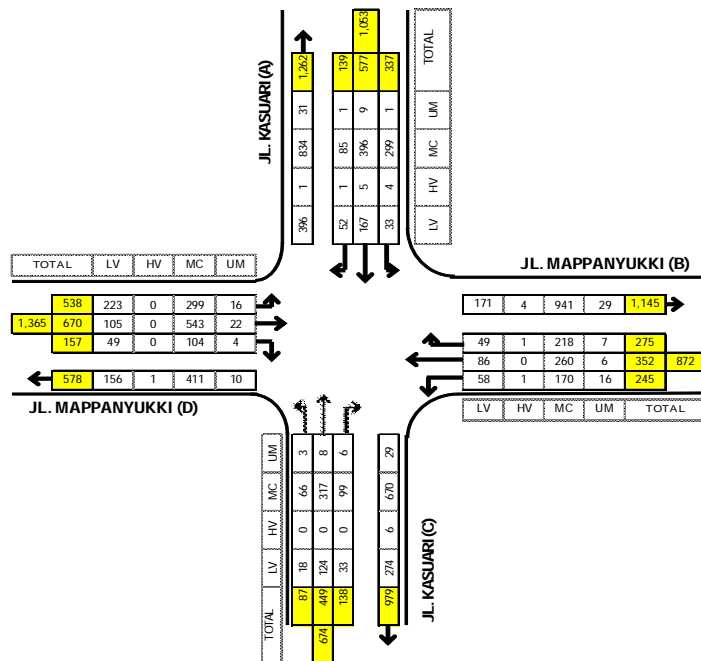 JL. KASUARI (A)
1,262 31 834 1 396
1,053
139 577 337 TOTAL
1 9 1 UM
85 396 299 MC
1 5 4 HV
52 167 33 LV
TOTAL LV HV MC UM
538 223 0 299 16
1,365 670 105 0 543 22
157 49 0 104 4
578 156 1 411 10
JL. MAPPANYUKKI (D)
JL. MAPPANYUKKI (B)
171 4 941 29 1,145
49 1 218 7 275
86 0 260 6 352 872
58 1 170 16 245
LV HV MC UM TOTAL
UM 3 8 6
MC 66 317 99
HV 0 0 0
LV 18 124 33
TOTAL 87 449 138
674
29 670 6 274 979
JL. KASUARI (C)